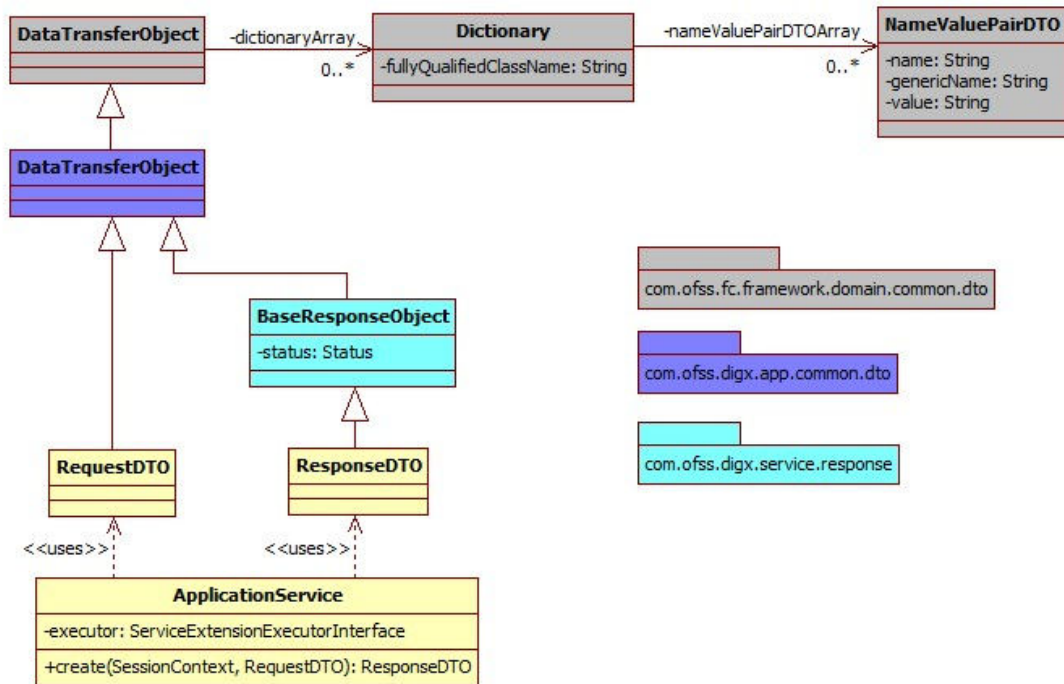 DataTransferObject
-dictionaryArray
0..*
Dictionary
-fullyQualifiedClassName: String
-nameValuePairDTOArray
0..*
NameValuePairDTO
-name: String
-genericName: String
-value: String
DataTransferObject
BaseResponseObject
-status: Status
com.ofss.fc.framework.domain.common.dto
com.ofss.digx.app.common.dto
com.ofss.digx.service.response
RequestDTO
ResponseDTO
<<uses>>
<<uses>>
ApplicationService
-executor: ServiceExtensionExecutorInterface
+create(SessionContext, RequestDTO): ResponseDTO